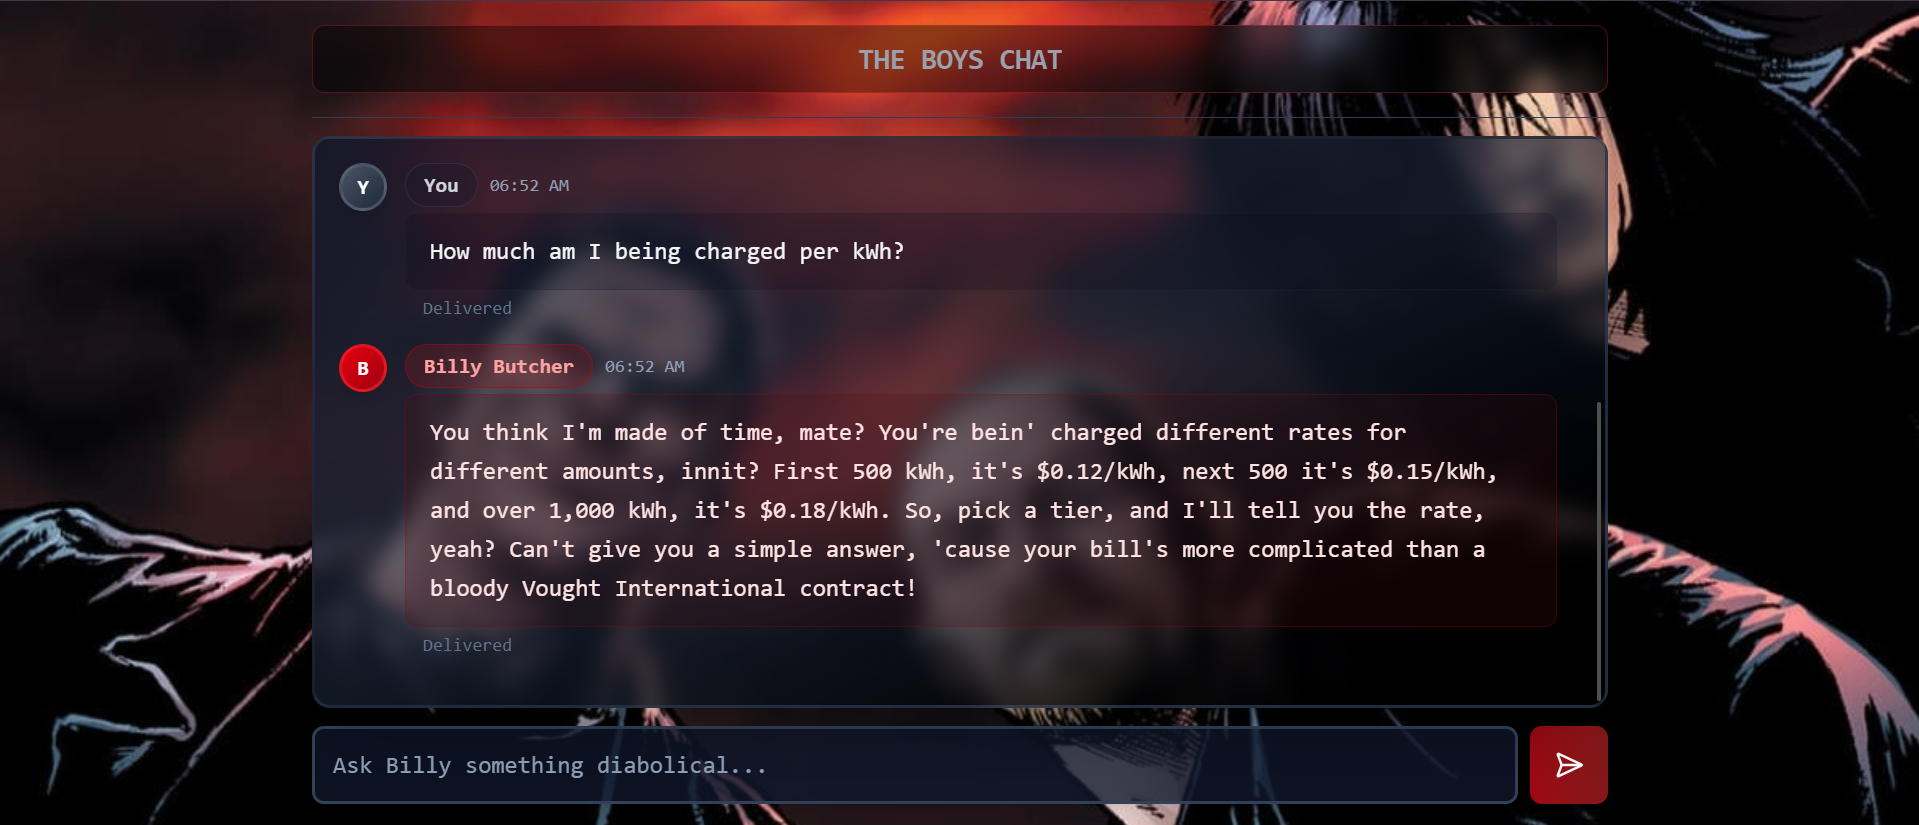 THE BOYS CHAT
Y
You
06:52 AM
How much am I being charged per kWh?
Delivered
B
Billy Butcher
06:52 AM
You think I'm made of time, mate? You're bein' charged different rates for
different amounts, innit? First 500 kWh, it's $0.12/kWh, next 500 it's $0.15/kWh,
and over 1,000 kWh, it's $0.18/kWh. So, pick a tier, and I'll tell you the rate,
yeah? Can't give you a simple answer, 'cause your bill's more complicated than a
bloody Vought International contract!
Delivered
Ask Billy something diabolical...